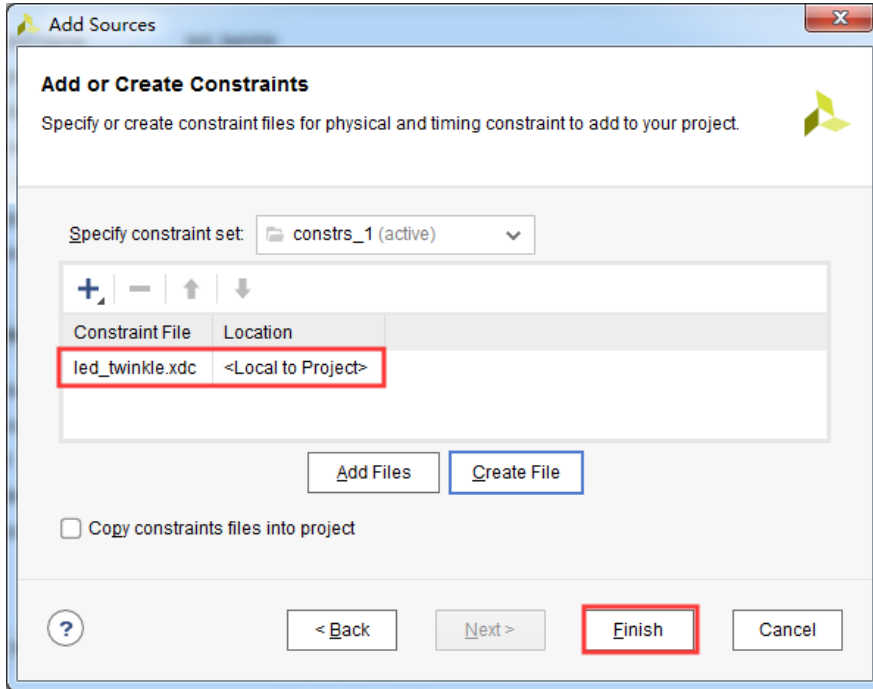 Add Sources
Add or Create Constraints
Specify or create constraint files for physical and timing constraint to add to your project.
Specify constraint set: constrs_1 (active)
Constraint File Location
led_twinkle.xdc <Local to Project>
Add Files Create File
Copy constraints files into project
? < Back Next > Finish Cancel